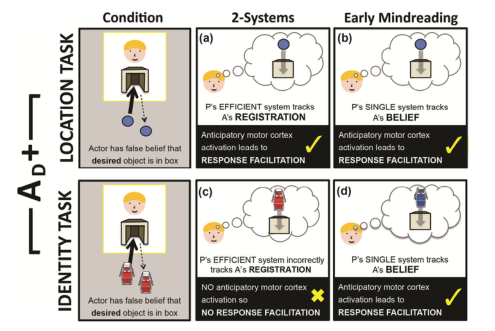 Condition
2-Systems
Early Mindreading
A_D+
LOCATION TASK
Actor has false belief that
desired object is in box
(a)
P's EFFICIENT system tracks
A's REGISTRATION
Anticipatory motor cortex
activation leads to
RESPONSE FACILITATION
(b)
P's SINGLE system tracks
A's BELIEF
Anticipatory motor cortex
activation leads to
RESPONSE FACILITATION
IDENTITY TASK
Actor has false belief that
desired object is in box
(c)
P's EFFICIENT system incorrectly
tracks A's REGISTRATION
NO anticipatory motor cortex
activation so
NO RESPONSE FACILITATION
(d)
P's SINGLE system tracks
A's BELIEF
Anticipatory motor cortex
activation leads to
RESPONSE FACILITATION